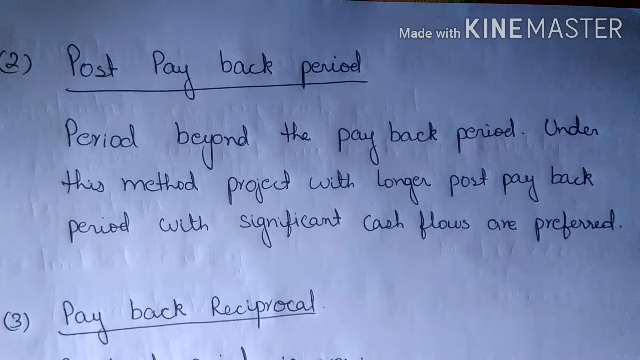 Made with KINEMASTER
(2) Post Pay back period
Period beyond the pay back period. Under
this method project with longer post pay back
period with significant cash flows are preferred.
(3) Pay back Reciprocal.